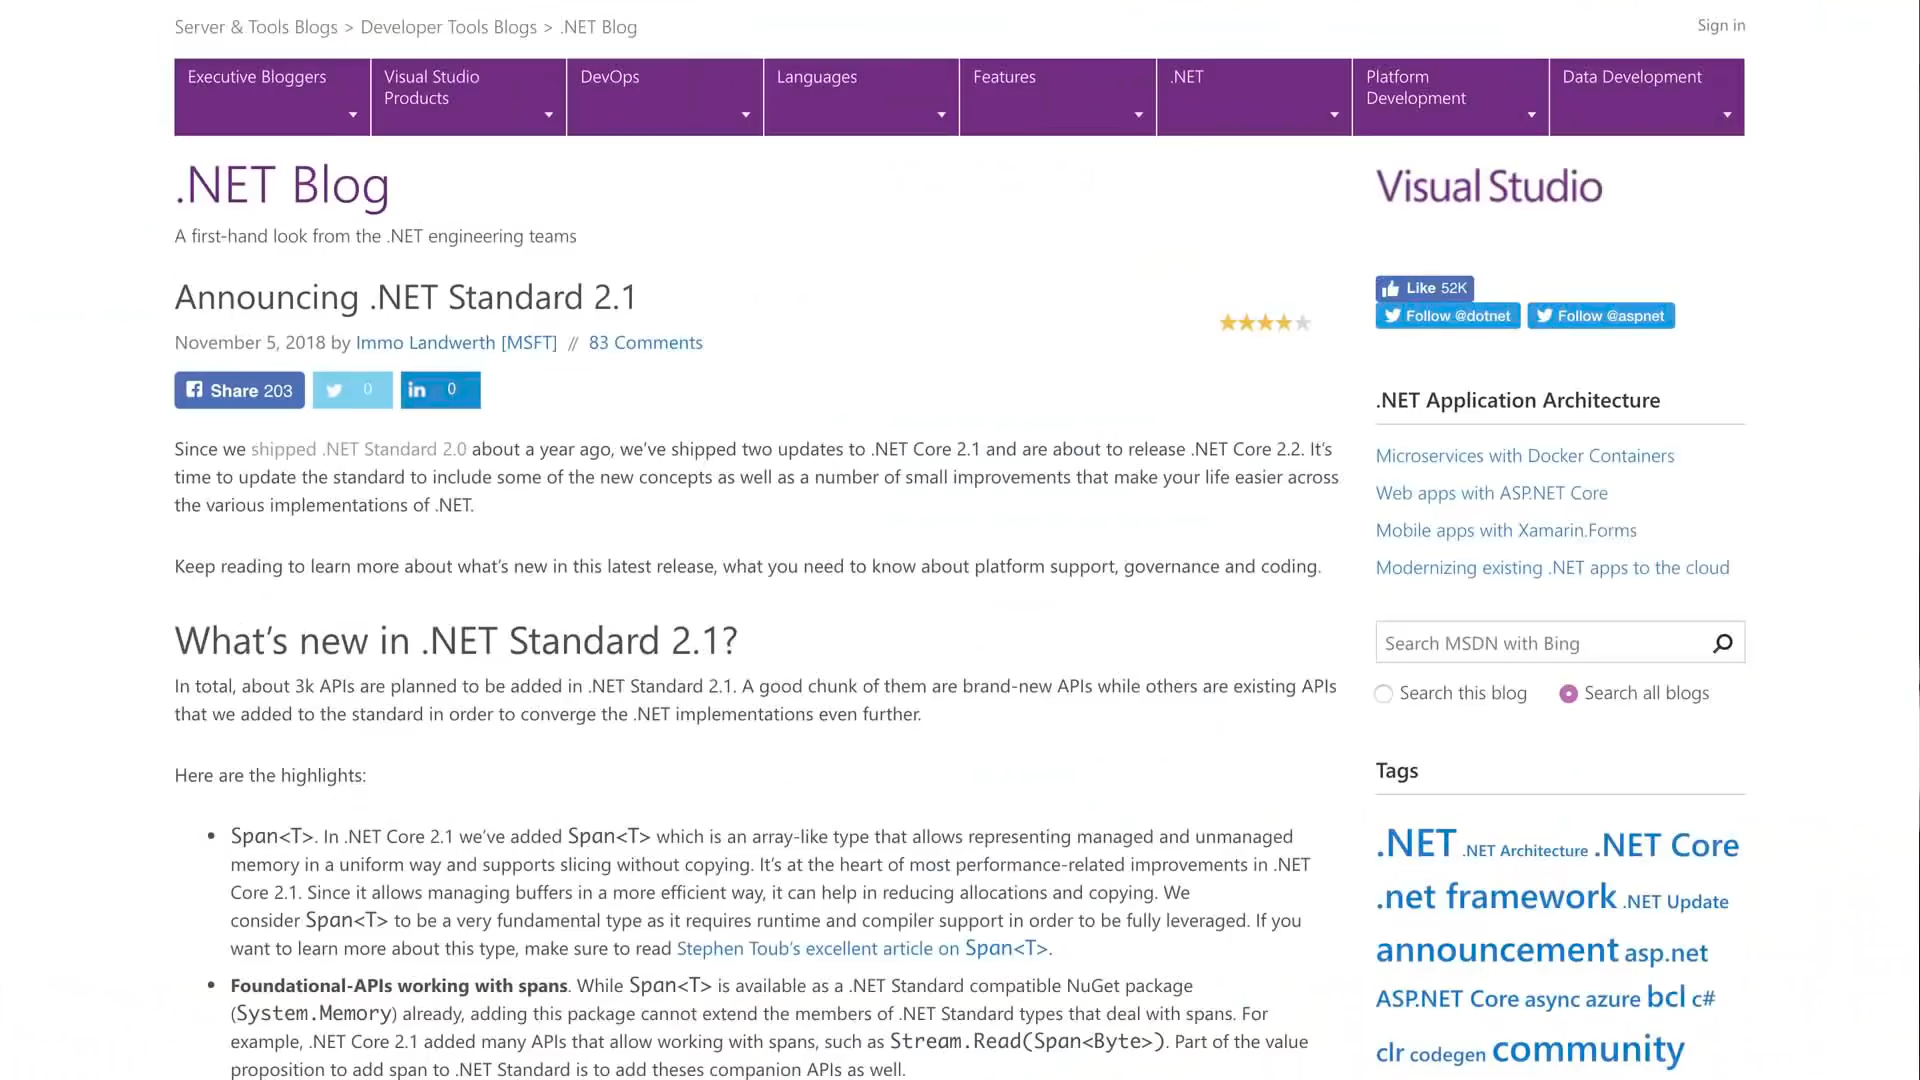 Server & Tools Blogs > Developer Tools Blogs > .NET Blog
Sign in
Executive Bloggers
Visual Studio
Products
DevOps
Languages
Features
.NET
Platform
Development
Data Development
.NET Blog
A first-hand look from the .NET engineering teams
Announcing .NET Standard 2.1
November 5, 2018 by Immo Landwerth [MSFT] // 83 Comments
Share 203
0
in 0
Since we shipped .NET Standard 2.0 about a year ago, we've shipped two updates to .NET Core 2.1 and are about to release .NET Core 2.2. It's
time to update the standard to include some of the new concepts as well as a number of small improvements that make your life easier across
the various implementations of .NET.
Keep reading to learn more about what's new in this latest release, what you need to know about platform support, governance and coding.
What's new in .NET Standard 2.1?
In total, about 3k APIs are planned to be added in .NET Standard 2.1. A good chunk of them are brand-new APIs while others are existing APIs
that we added to the standard in order to converge the .NET implementations even further.
Here are the highlights:
• Span<T>. In .NET Core 2.1 we've added Span<T> which is an array-like type that allows representing managed and unmanaged
memory in a uniform way and supports slicing without copying. It's at the heart of most performance-related improvements in .NET
Core 2.1. Since it allows managing buffers in a more efficient way, it can help in reducing allocations and copying. We
consider Span<T> to be a very fundamental type as it requires runtime and compiler support in order to be fully leveraged. If you
want to learn more about this type, make sure to read Stephen Toub's excellent article on Span<T>.
• Foundational-APIs working with spans. While Span<T> is available as a .NET Standard compatible NuGet package
(System.Memory) already, adding this package cannot extend the members of .NET Standard types that deal with spans. For
example, .NET Core 2.1 added many APIs that allow working with spans, such as Stream.Read(Span<Byte>). Part of the value
proposition to add span to .NET Standard is to add theses companion APIs as well.
Visual Studio
Like 52K
Follow @dotnet
Follow @aspnet
.NET Application Architecture
Microservices with Docker Containers
Web apps with ASP.NET Core
Mobile apps with Xamarin.Forms
Modernizing existing .NET apps to the cloud
Search MSDN with Bing
Search this blog
Search all blogs
Tags
.NET .NET Architecture .NET Core
.net framework .NET Update
announcement asp.net
ASP.NET Core async azure bcl c#
clr codegen community